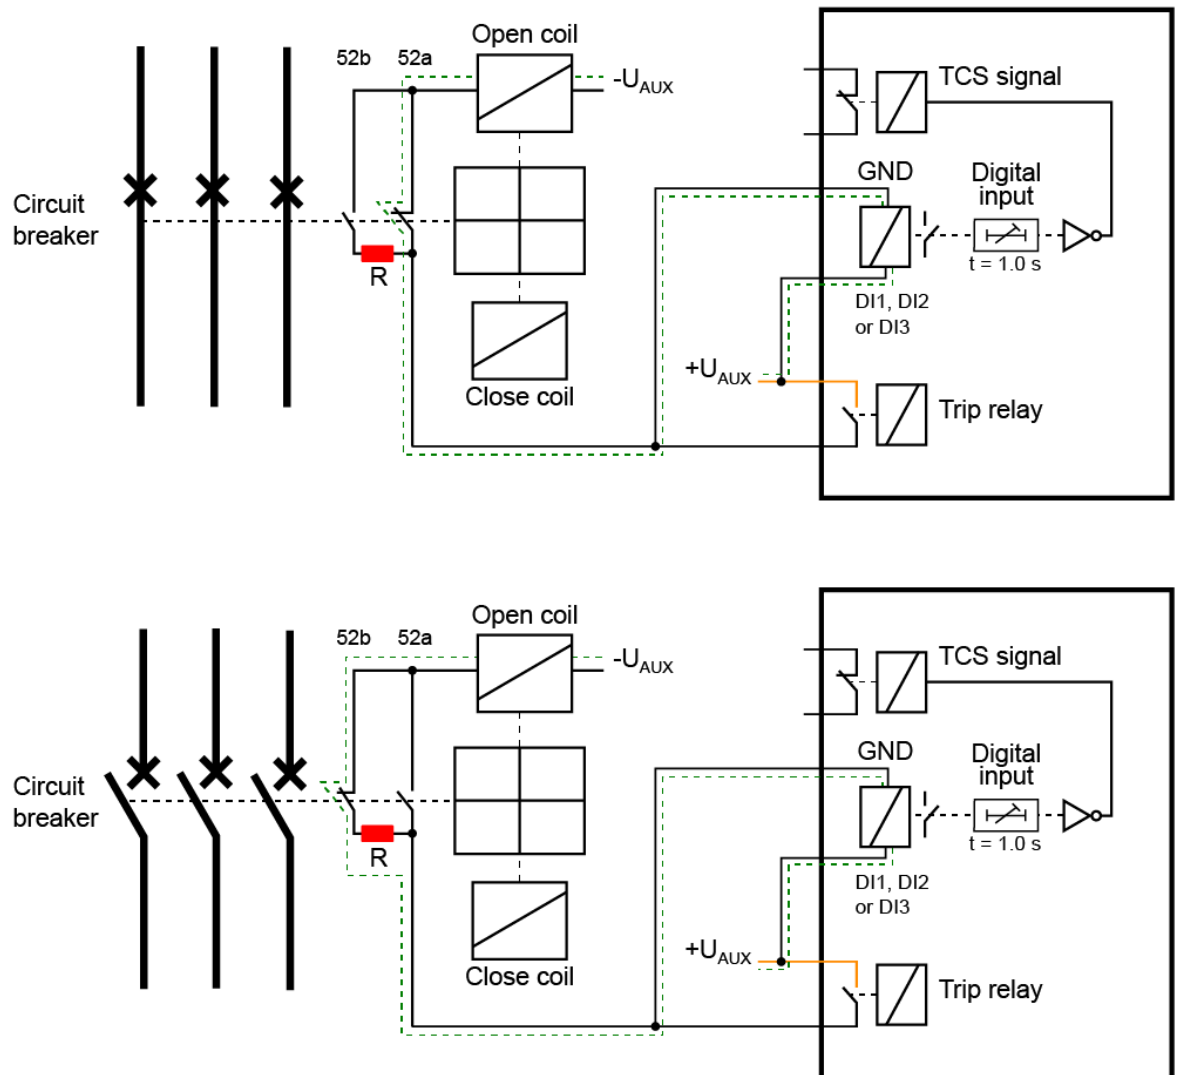 Open coil
52b 52a
-UAUX
TCS signal
GND
Digital
input
Circuit
breaker
R
t = 1.0 s
DI1, DI2
or DI3
+UAUX
Close coil
Trip relay
Open coil
52b 52a
-UAUX
TCS signal
GND
Digital
input
Circuit
breaker
R
t = 1.0 s
DI1, DI2
or DI3
+UAUX
Close coil
Trip relay